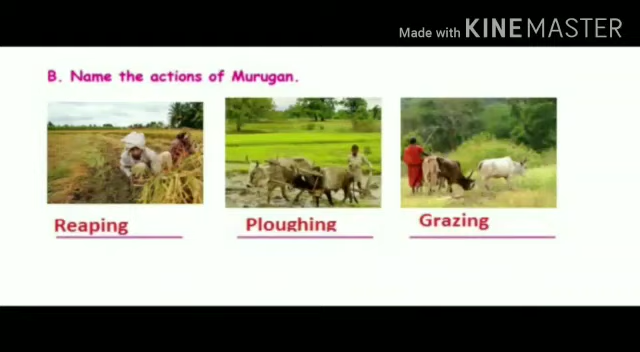 Made with KINEMASTER
B. Name the actions of Murugan.
Reaping
Ploughing
Grazing